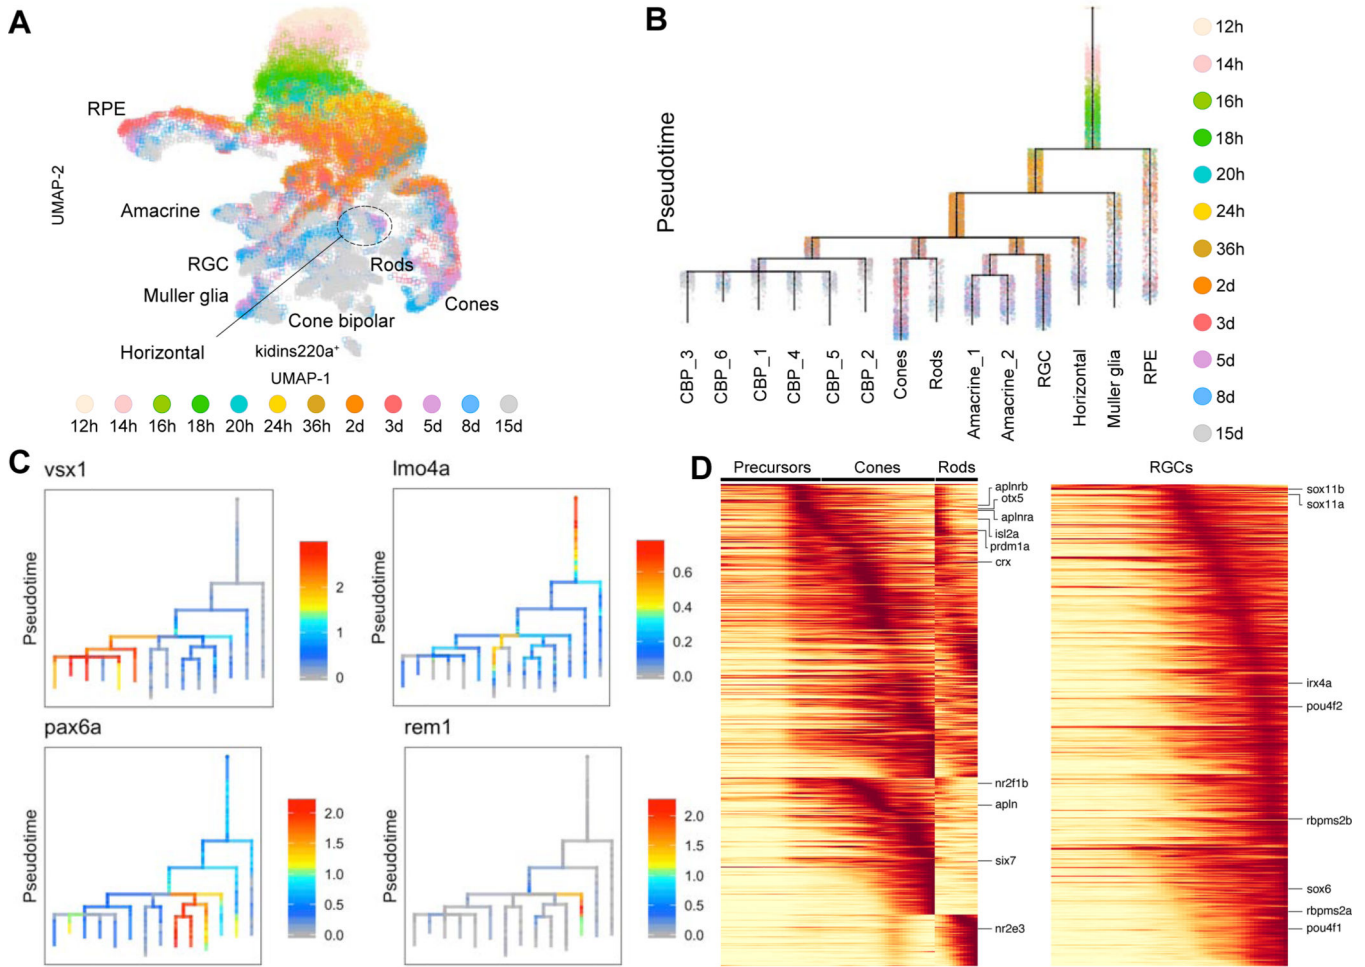 A
RPE
UMAP-2
Amacrine
RGC
Muller glia
Horizontal
Rods
Cones
Cone bipolar
kidins220a+
UMAP-1
12h 14h 16h 18h 20h 24h 36h 2d 3d 5d 8d 15d
B
Pseudotime
CBP_3
CBP_6
CBP_1
CBP_4
CBP_5
CBP_2
Cones
Rods
Amacrine_1
Amacrine_2
RGC
Horizontal
Muller glia
RPE
12h
14h
16h
18h
20h
24h
36h
2d
3d
5d
8d
15d
C
vsx1
Pseudotime
2
1
0
lmo4a
Pseudotime
0.6
0.4
0.2
0.0
pax6a
Pseudotime
2.0
1.5
1.0
0.5
0.0
rem1
Pseudotime
2.0
1.5
1.0
0.5
0.0
D
Precursors Cones Rods
aplnrb
otx5
aplnra
isl2a
prdm1a
crx
nr2f1b
apln
six7
nr2e3
RGCs
sox11b
sox11a
irx4a
pou4f2
rbpms2b
sox6
rbpms2a
pou4f1